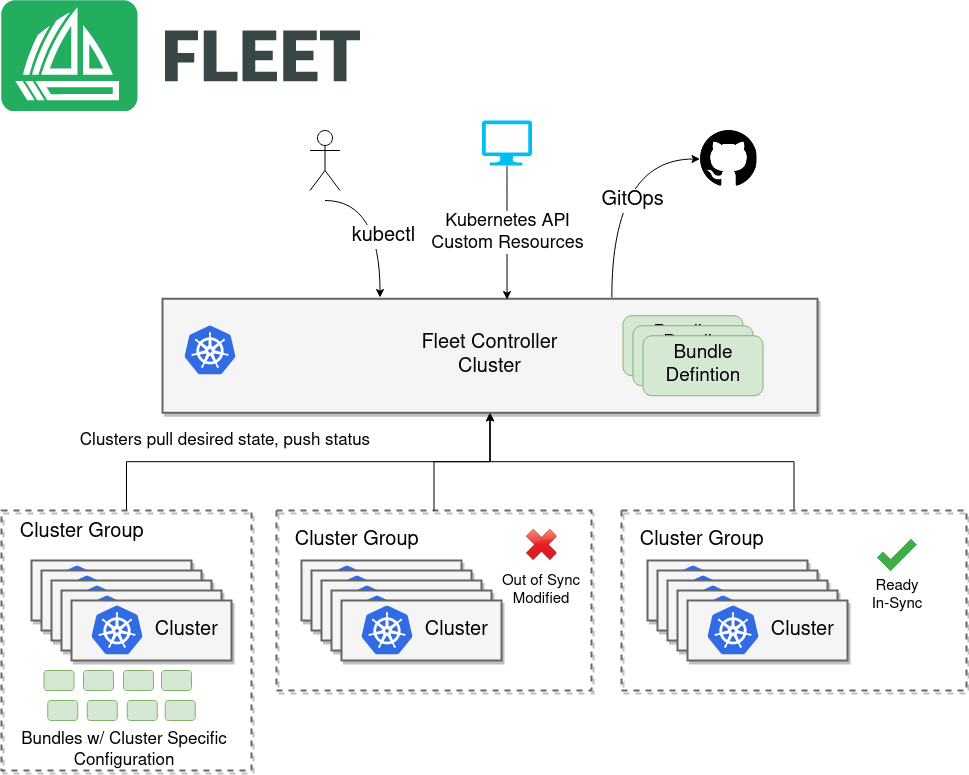 FLEET
kubectl
Kubernetes API
Custom Resources
GitOps
Fleet Controller
Cluster
Bundle
Defintion
Clusters pull desired state, push status
Cluster Group
Cluster
Bundles w/ Cluster Specific
Configuration
Cluster Group
Out of Sync
Modified
Cluster
Cluster Group
Ready
In-Sync
Cluster